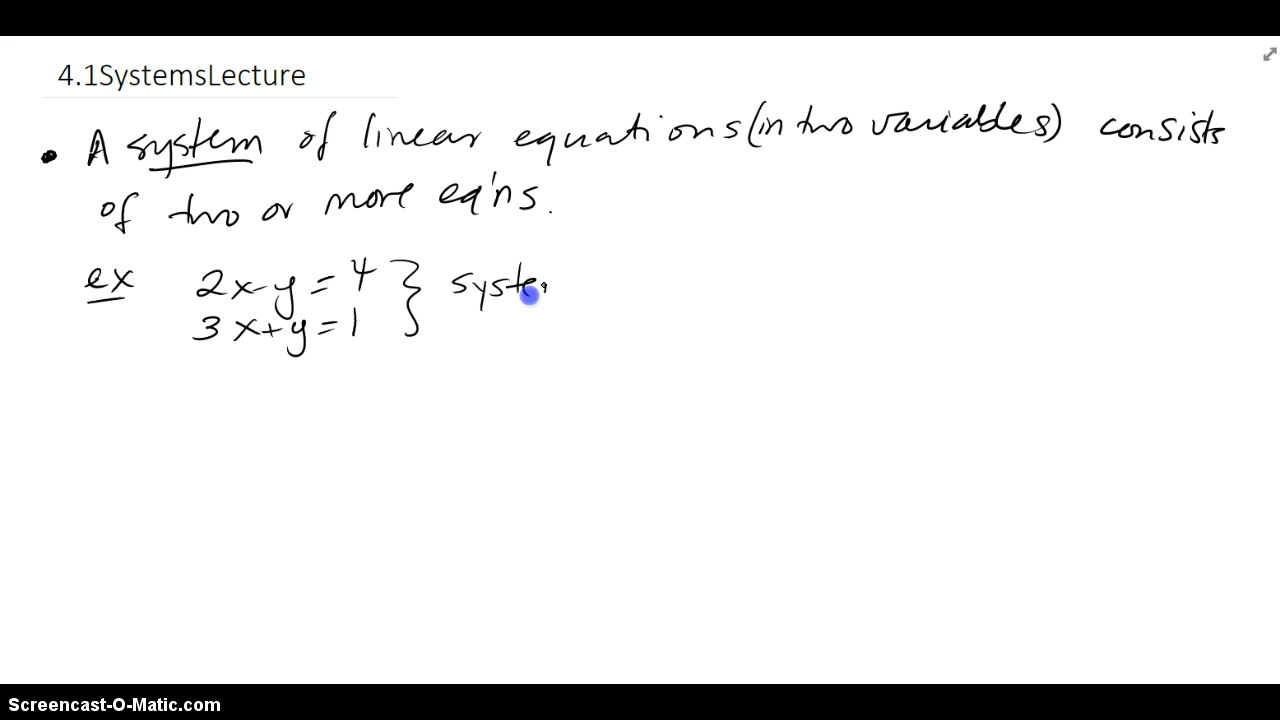 4.1SystemsLecture
• A system of linear equations (in two variables) consists
of two or more eq'ns.
ex 2x-y=4 } syste
3x+y=1
Screencast-O-Matic.com